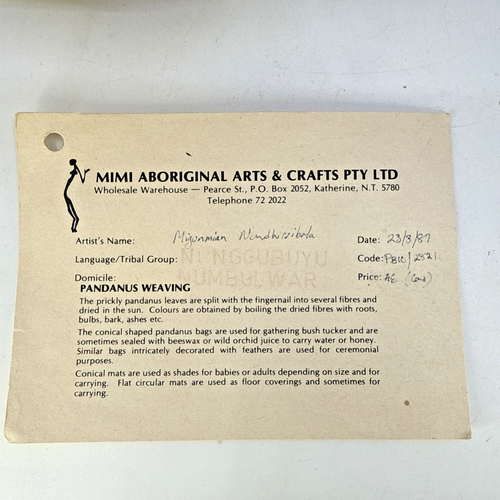 MIMI ABORIGINAL ARTS & CRAFTS PTY LTD
Wholesale Warehouse — Pearce St., P.O. Box 2052, Katherine, N.T. 5780
Telephone 72 2022
Artist's Name:
Date: 23/3/87
Language/Tribal Group: NUNGGUBUYU
Code: PB10/2521
Domicile: NUMBULWAR
Price:
PANDANUS WEAVING
The prickly pandanus leaves are split with the fingernail into several fibres and
dried in the sun. Colours are obtained by boiling the dried fibres with roots,
bulbs, bark, ashes etc.
The conical shaped pandanus bags are used for gathering bush tucker and are
sometimes sealed with beeswax or wild orchid juice to carry water or honey.
Similar bags intricately decorated with feathers are used for ceremonial
purposes.
Conical mats are used as shades for babies or adults depending on size and for
carrying. Flat circular mats are used as floor coverings and sometimes for
carrying.